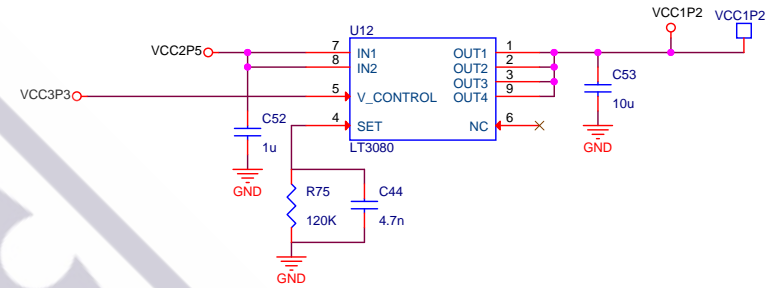 VCC1P2
VCC1P2
U12
VCC2P5
7
IN1
OUT1
1
8
IN2
OUT2
2
OUT3
3
VCC3P3
5
V_CONTROL
OUT4
9
C53
10u
4
SET
NC
6
C52
1u
LT3080
GND
GND
R75
C44
120K
4.7n
GND